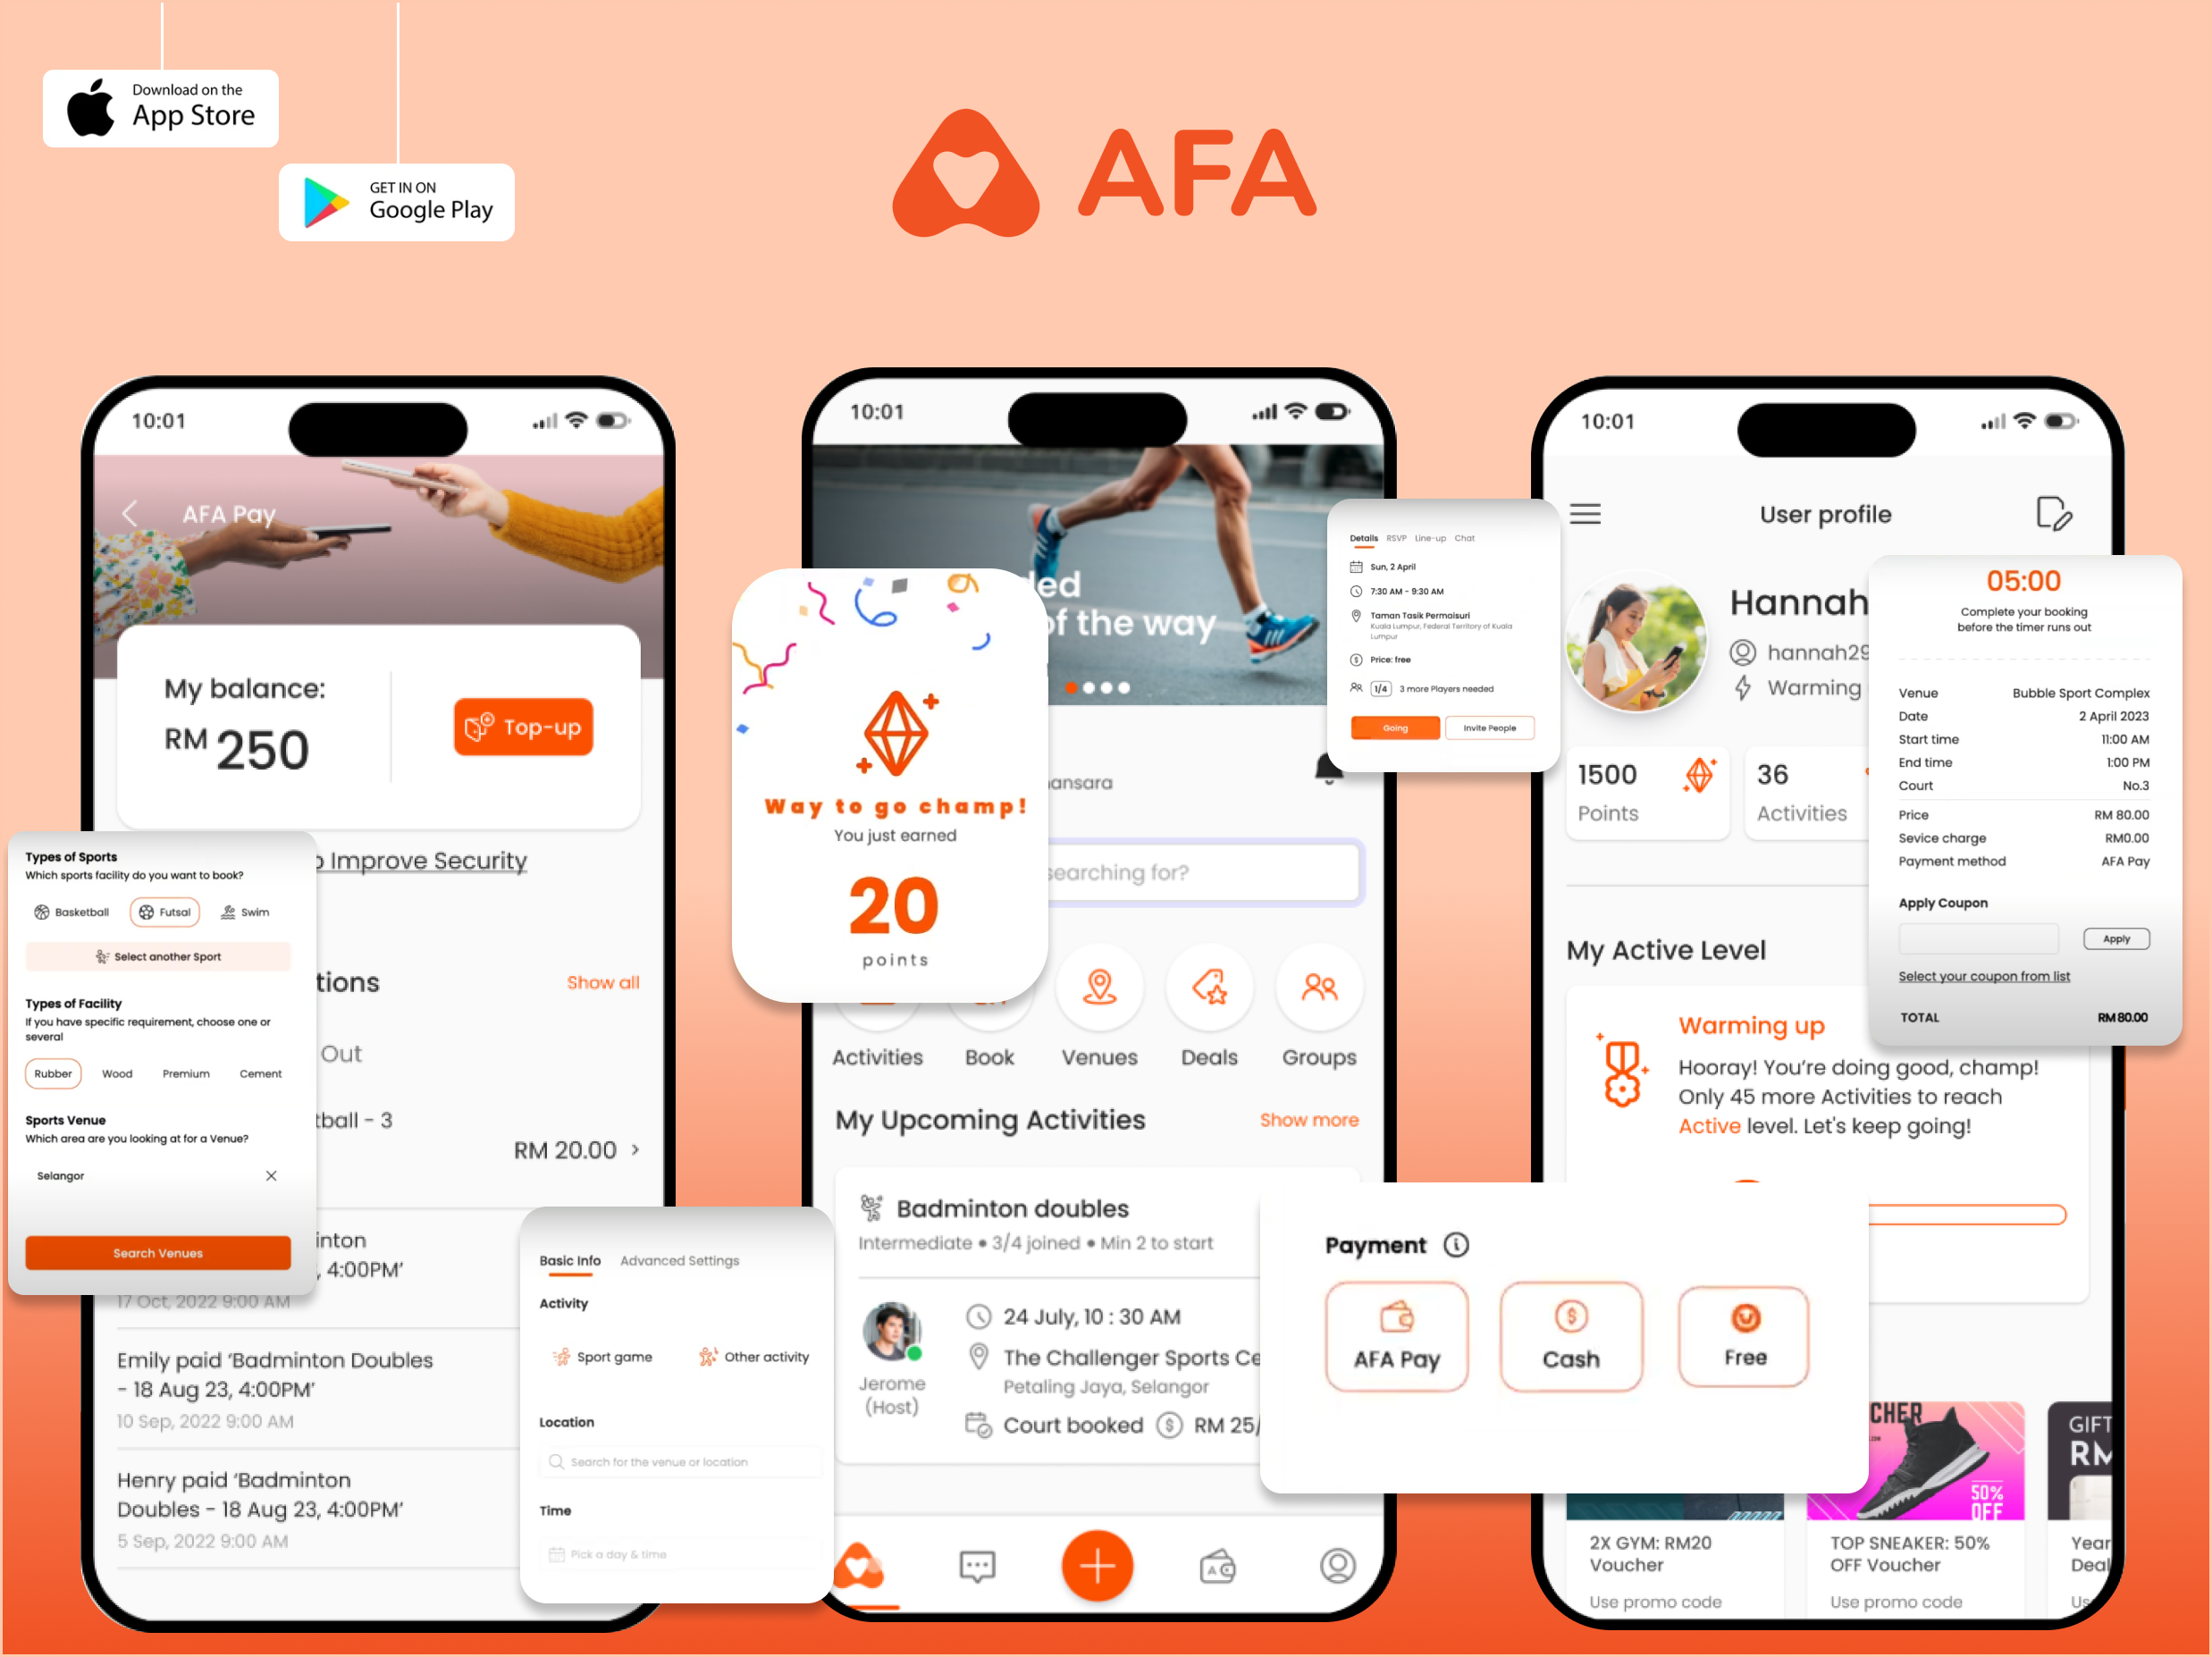 Download on the
App Store
GET IN ON
Google Play
AFA
10:01
AFA Pay
My balance:
RM 250
Top-up
Improve Security
Show all
Out
tball - 3
RM 20.00
4:00PM'
17 Oct, 2022 9:00 AM
Emily paid 'Badminton Doubles
- 18 Aug 23, 4:00PM'
10 Sep, 2022 9:00 AM
Henry paid 'Badminton
Doubles - 18 Aug 23, 4:00PM'
5 Sep, 2022 9:00 AM
Types of Sports
Which sports facility do you want to book?
Basketball
Futsal
Swim
Select another Sport
Types of Facility
If you have specific requirement, choose one or
several
Rubber
Wood
Premium
Cement
Sports Venue
Which area are you looking at for a Venue?
Selangor
Search Venues
Basic Info
Advanced Settings
Activity
Sport game
Other activity
Location
Search for the venue or location
Time
Pick a day & time
10:01
ded
of the way
Way to go champ!
You just earned
20
points
ansara
searching for?
Activities
Book
Venues
Deals
Groups
My Upcoming Activities
Show more
Badminton doubles
Intermediate • 3/4 joined • Min 2 to start
Jerome
(Host)
24 July, 10 : 30 AM
The Challenger Sports Ce
Petaling Jaya, Selangor
Court booked
RM 25/
Details
RSVP
Line-up
Chat
Sun, 2 April
7:30 AM - 9:30 AM
Taman Tasik Permaisuri
Kuala Lumpur, Federal Territory of Kuala
Lumpur
Price: free
1/4
3 more Players needed
Going
Invite People
Payment
AFA Pay
Cash
Free
10:01
User profile
Hannah
hannah29
Warming
1500
Points
36
Activities
My Active Level
Warming up
Hooray! You're doing good, champ!
Only 45 more Activities to reach
Active level. Let's keep going!
05:00
Complete your booking
before the timer runs out
Venue
Bubble Sport Complex
Date
2 April 2023
Start time
11:00 AM
End time
1:00 PM
Court
No.3
Price
RM 80.00
Sevice charge
RM0.00
Payment method
AFA Pay
Apply Coupon
Apply
Select your coupon from list
TOTAL
RM 80.00
CHER
50%
OFF
GIFT
RM
2X GYM: RM20
Voucher
Use promo code
TOP SNEAKER: 50%
OFF Voucher
Use promo code
Year
Deal